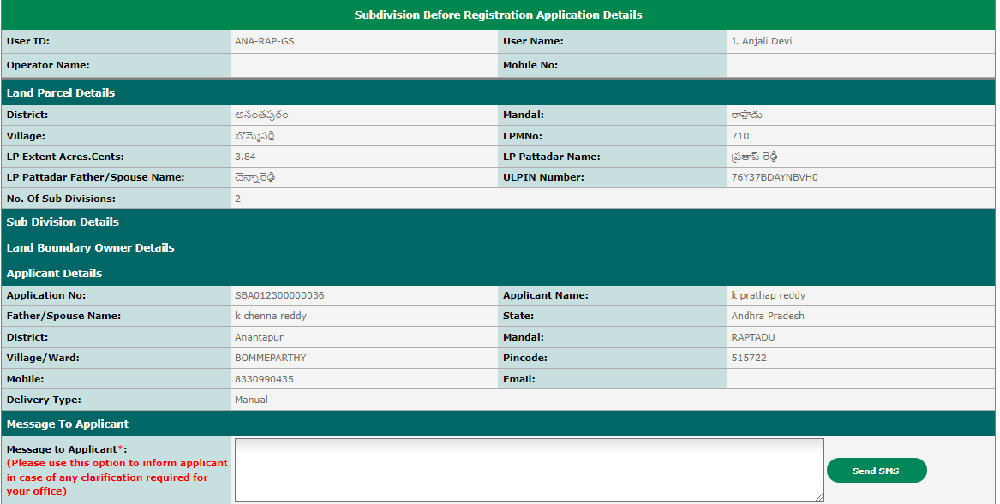 Subdivision Before Registration Application Details
User ID: ANA-RAP-GS User Name: J. Anjali Devi
Operator Name: Mobile No:
Land Parcel Details
District: అనంతపురం Mandal: రాప్తాడు
Village: బొమ్మెపర్తి LPMNo: 710
LP Extent Acres.Cents: 3.84 LP Pattadar Name: ప్రతాప్ రెడ్డి
LP Pattadar Father/Spouse Name: చెన్నారెడ్డి ULPIN Number: 76Y37BDAYNBVH0
No. Of Sub Divisions: 2
Sub Division Details
Land Boundary Owner Details
Applicant Details
Application No: SBA012300000036 Applicant Name: k prathap reddy
Father/Spouse Name: k chenna reddy State: Andhra Pradesh
District: Anantapur Mandal: RAPTADU
Village/Ward: BOMMEPARTHY Pincode: 515722
Mobile: 8330990435 Email:
Delivery Type: Manual
Message To Applicant
Message to Applicant*:
(Please use this option to inform applicant
in case of any clarification required for
your office)
Send SMS